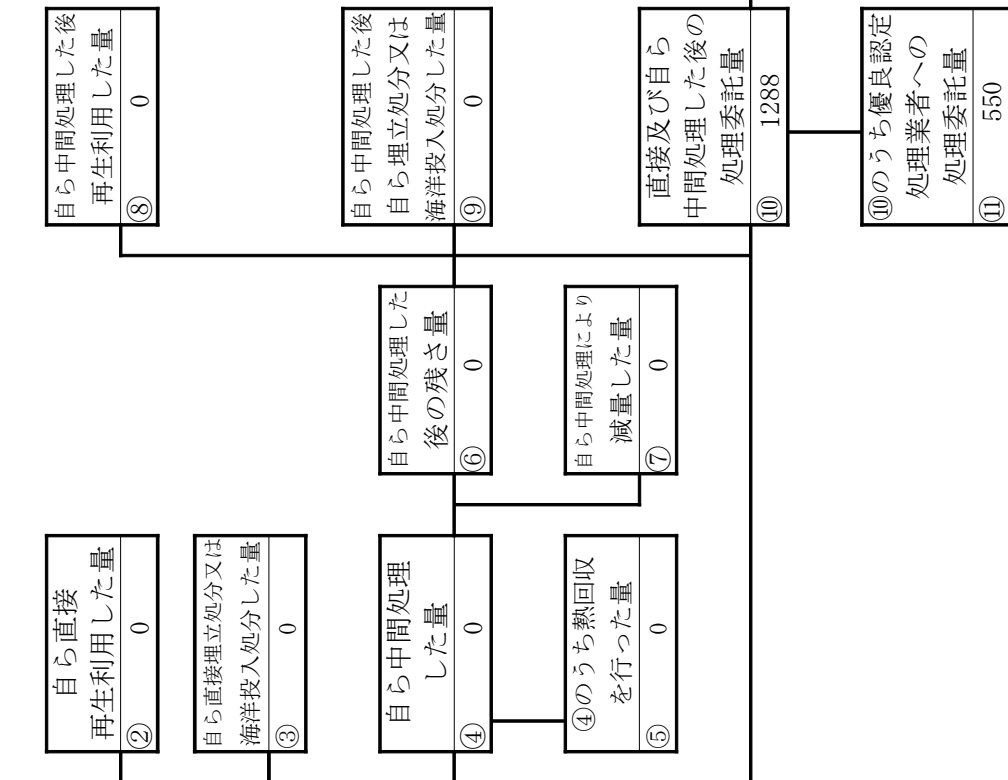 自ら直接
再生利用した量
②
0
自ら直接埋立処分又は
海洋投入処分した量
③
0
自ら中間処理
した量
④
0
④のうち熱回収
を行った量
⑤
0
自ら中間処理した
後の残さ量
⑥
0
自ら中間処理により
減量した量
⑦
0
自ら中間処理した後
再生利用した量
⑧
0
自ら中間処理した後
自ら埋立処分又は
海洋投入処分した量
⑨
0
直接及び自ら
中間処理した後の
処理委託量
⑩
1288
⑩のうち優良認定
処理業者への
処理委託量
⑪
550